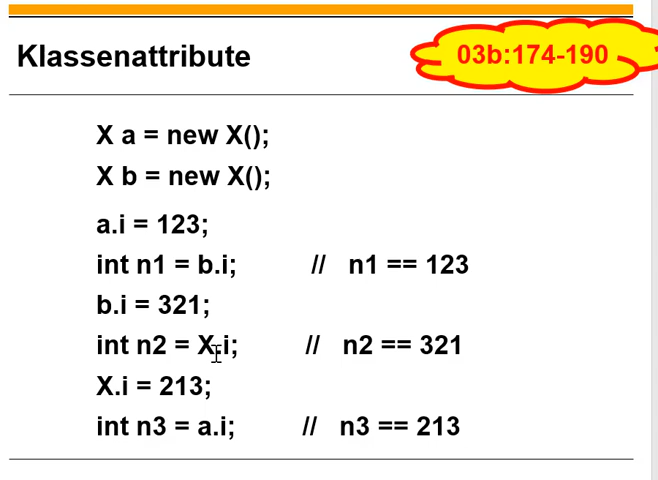 Klassenattribute
03b:174-190
X a = new X();
X b = new X();
a.i = 123;
int n1 = b.i; // n1 == 123
b.i = 321;
int n2 = X.i; // n2 == 321
X.i = 213;
int n3 = a.i; // n3 == 213